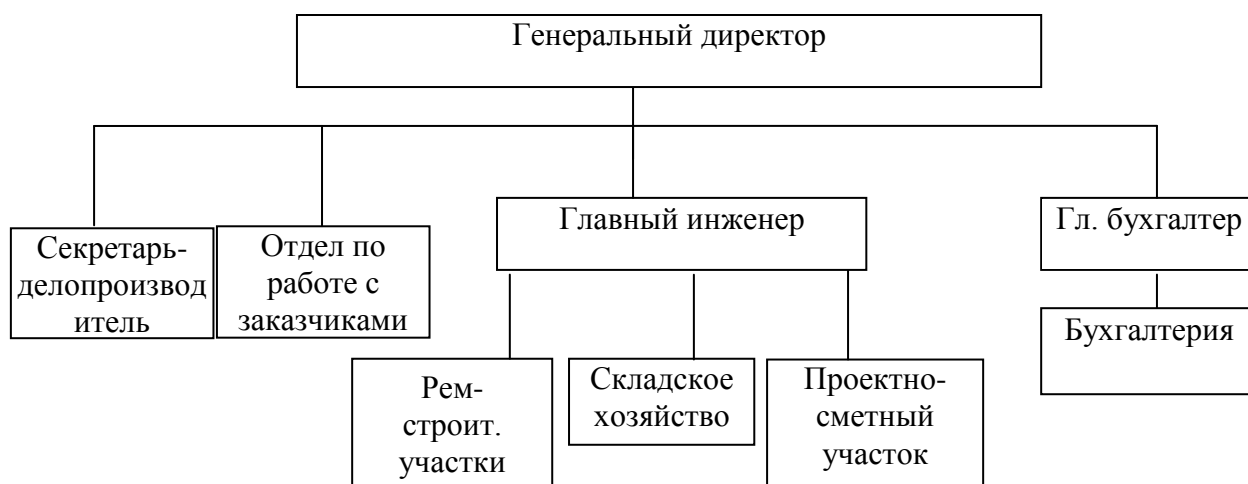 Генеральный директор
Главный инженер
Гл. бухгалтер
Секретарь-
делопроизвод
итель
Отдел по
работе с
заказчиками
Бухгалтерия
Рем-
строит.
участки
Складское
хозяйство
Проектно-
сметный
участок